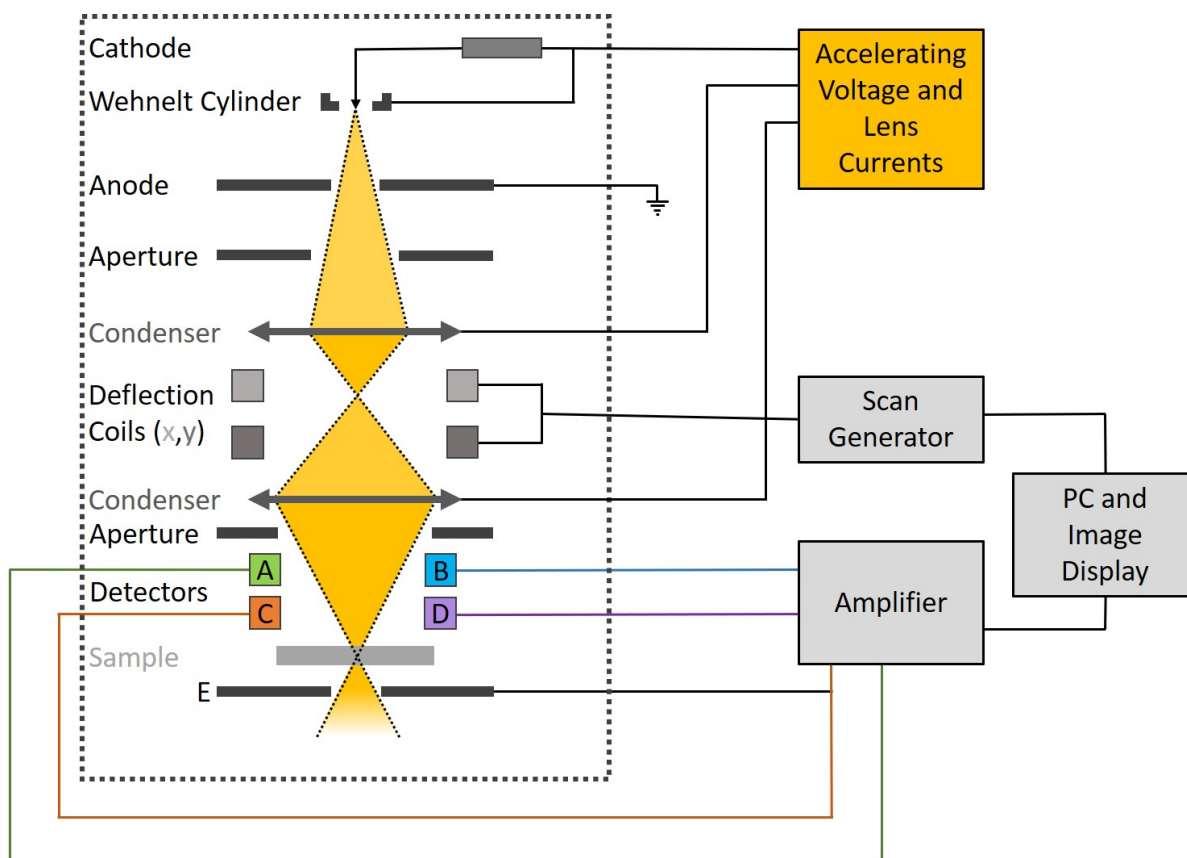 Cathode
Wehnelt Cylinder
Anode
Aperture
Condenser
Deflection
Coils (x,y)
Condenser
Aperture
A
B
Detectors
C
D
Sample
E
Accelerating
Voltage and
Lens
Currents
Scan
Generator
PC and
Image
Display
Amplifier